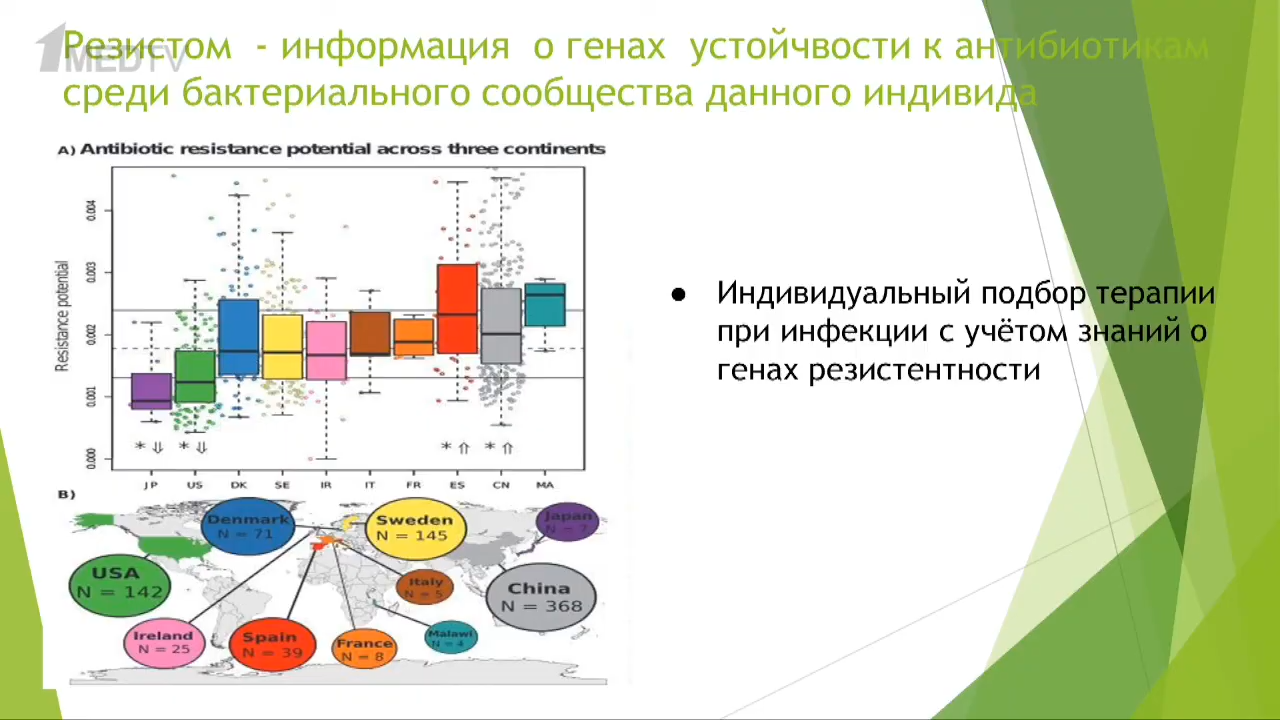 1MEDTV
Резистом - информация о генах устойчвости к антибиотикам
среди бактериального сообщества данного индивида
A) Antibiotic resistance potential across three continents
Resistance potential
0.004
0.003
0.002
0.001
0.000
* ⇓ * ⇓ * ⇑ * ⇑
JP US DK SE IR IT FR ES CN MA
● Индивидуальный подбор терапии
при инфекции с учётом знаний о
генах резистентности
B)
Denmark
N = 71
Sweden
N = 145
Japan
N = 7
USA
N = 142
Italy
N = 5
China
N = 368
Ireland
N = 25
Spain
N = 39
France
N = 8
Malawi
N = 4